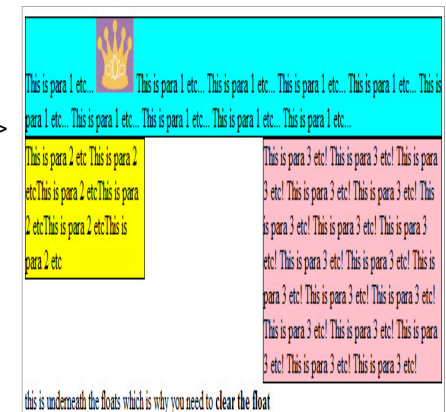 This is para 1 etc... This is para 1 etc... This is para 1 etc... This is para 1 etc... This is para 1 etc... This is
para 1 etc... This is para 1 etc... This is para 1 etc... This is para 1 etc... This is para 1 etc...
>
This is para 2 etc This is para 2
etcThis is para 2 etcThis is para
2 etcThis is para 2 etcThis is
para 2 etc
This is para 3 etc! This is para 3 etc! This is para
3 etc! This is para 3 etc! This is para 3 etc! This
is para 3 etc! This is para 3 etc! This is para 3
etc! This is para 3 etc! This is para 3 etc! This is
para 3 etc! This is para 3 etc! This is para 3 etc!
This is para 3 etc! This is para 3 etc! This is para
3 etc! This is para 3 etc! This is para 3 etc!
this is underneath the floats which is why you need to clear the float